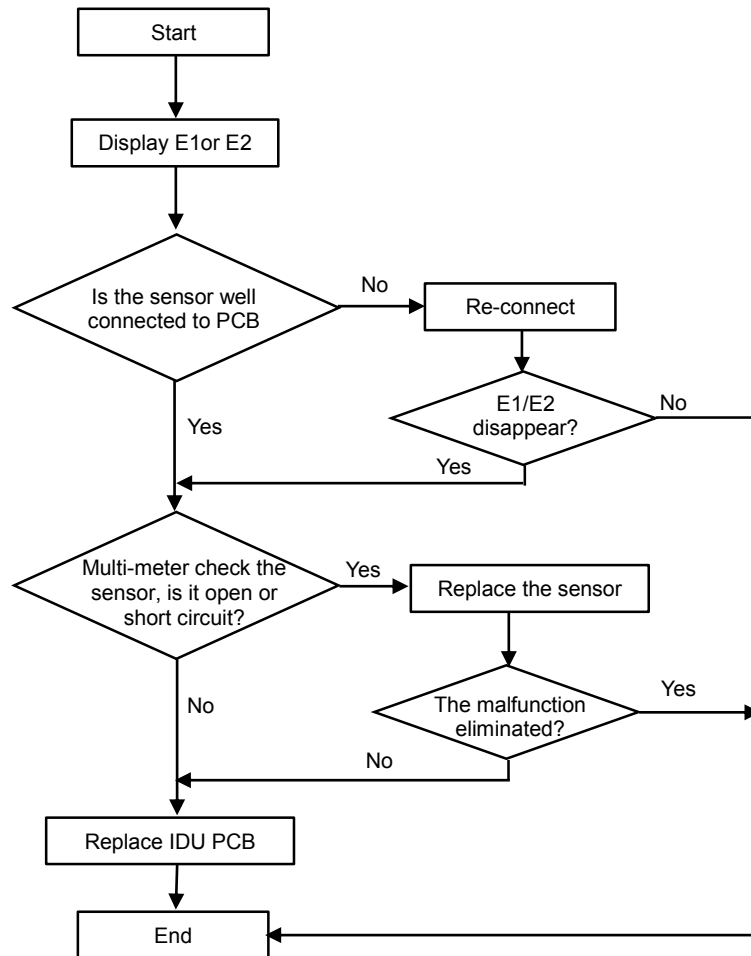 Start
Display E1or E2
Is the sensor well
connected to PCB
No
Re-connect
E1/E2
disappear?
No
Yes
Yes
Multi-meter check the
sensor, is it open or
short circuit?
Yes
Replace the sensor
The malfunction
eliminated?
Yes
No
No
Replace IDU PCB
End